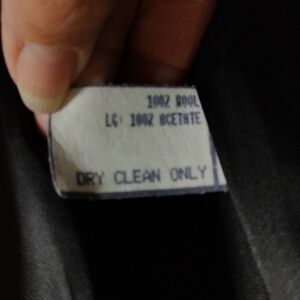 100% WOOL
LG: 100% ACETATE
DRY CLEAN ONLY